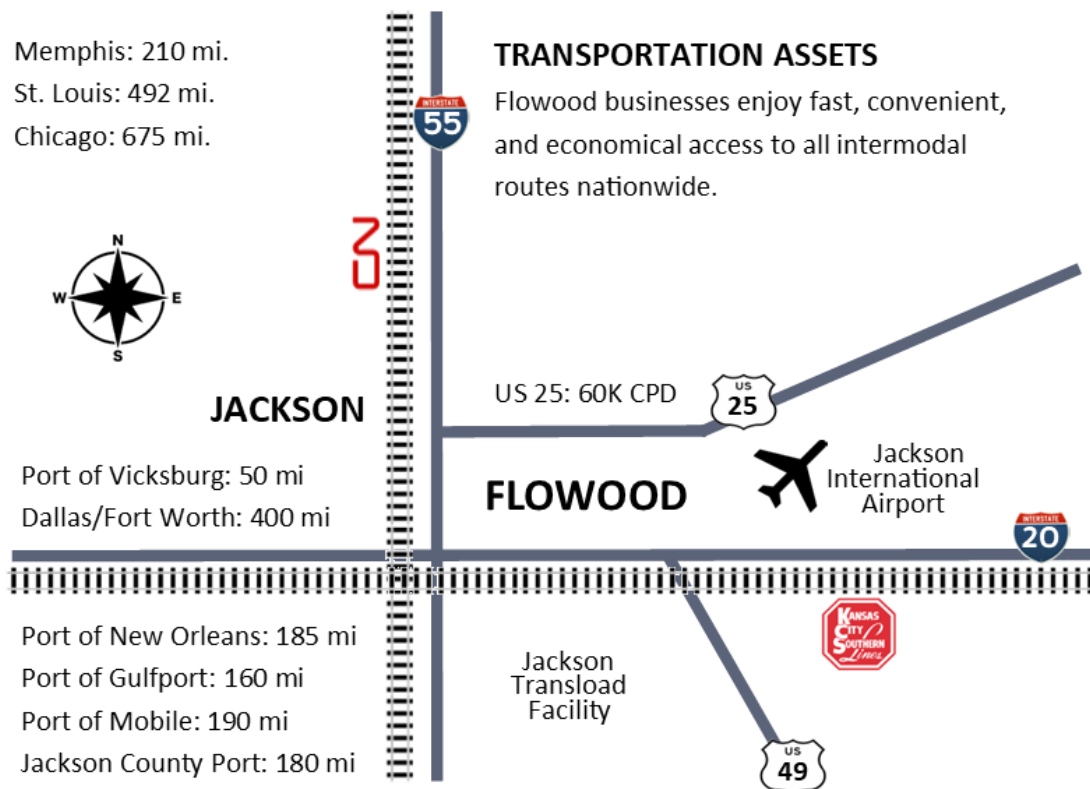 Memphis: 210 mi.
St. Louis: 492 mi.
Chicago: 675 mi.
TRANSPORTATION ASSETS
Flowood businesses enjoy fast, convenient,
and economical access to all intermodal
routes nationwide.
INTERSTATE
55
CN
N
W
E
S
JACKSON
US 25: 60K CPD
US
25
FLOWOOD
Jackson
International
Airport
Port of Vicksburg: 50 mi
Dallas/Fort Worth: 400 mi
INTERSTATE
20
KANSAS
CITY
SOUTHERN
Lines
Port of New Orleans: 185 mi
Port of Gulfport: 160 mi
Port of Mobile: 190 mi
Jackson County Port: 180 mi
Jackson
Transload
Facility
US
49